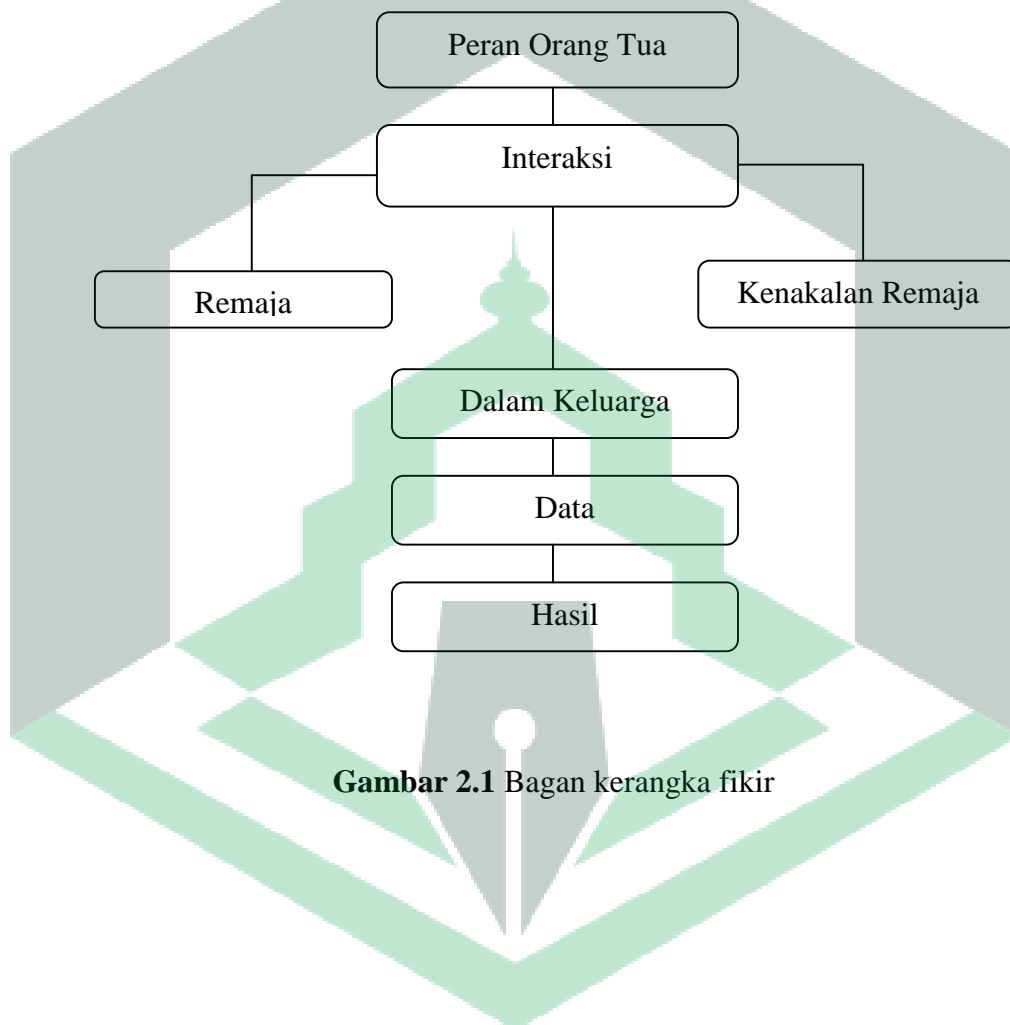 Peran Orang Tua
Interaksi
Remaja
Kenakalan Remaja
Dalam Keluarga
Data
Hasil
Gambar 2.1 Bagan kerangka fikir